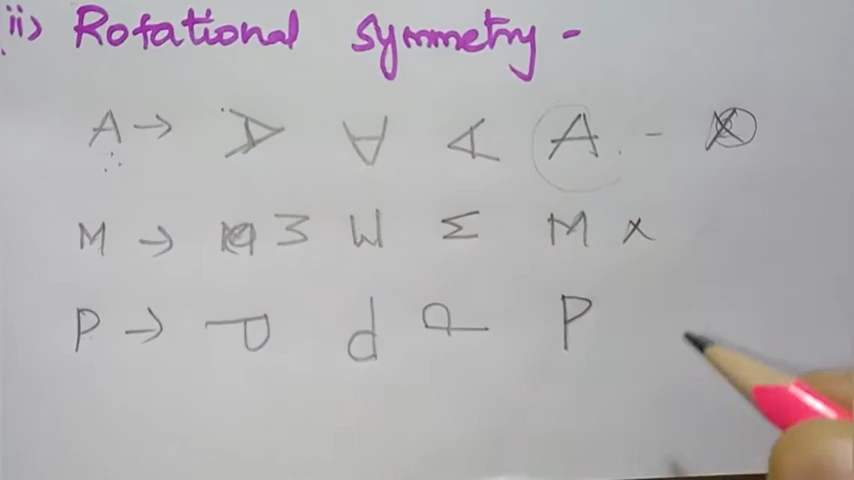 ii) Rotational symmetry -
A → A A A A - X
M → M M M M X
P → P P P P